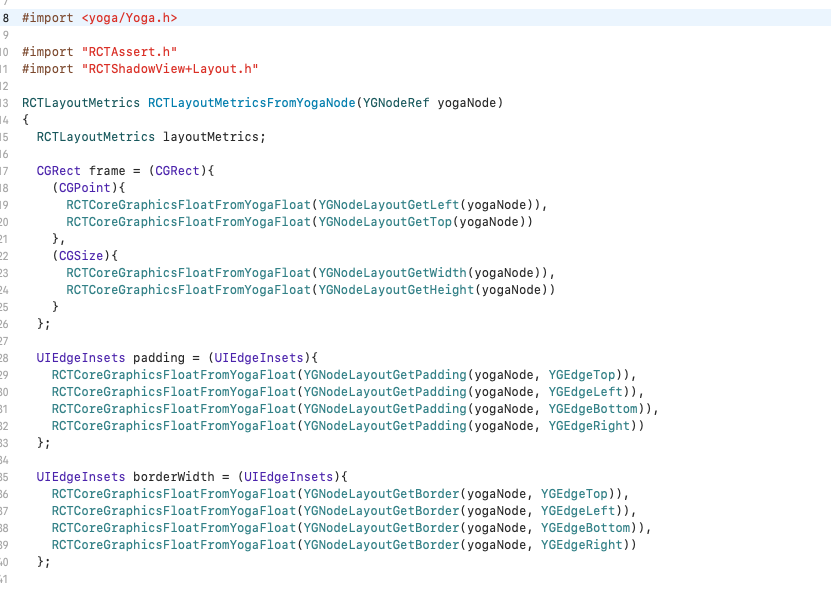 7
8 #import <yoga/Yoga.h>
9
10 #import "RCTAssert.h"
11 #import "RCTShadowView+Layout.h"
12
13 RCTLayoutMetrics RCTLayoutMetricsFromYogaNode(YGNodeRef yogaNode)
14 {
15   RCTLayoutMetrics layoutMetrics;
16
17   CGRect frame = (CGRect){
18     (CGPoint){
19       RCTCoreGraphicsFloatFromYogaFloat(YGNodeLayoutGetLeft(yogaNode)),
20       RCTCoreGraphicsFloatFromYogaFloat(YGNodeLayoutGetTop(yogaNode))
21     },
22     (CGSize){
23       RCTCoreGraphicsFloatFromYogaFloat(YGNodeLayoutGetWidth(yogaNode)),
24       RCTCoreGraphicsFloatFromYogaFloat(YGNodeLayoutGetHeight(yogaNode))
25     }
26   };
27
28   UIEdgeInsets padding = (UIEdgeInsets){
29     RCTCoreGraphicsFloatFromYogaFloat(YGNodeLayoutGetPadding(yogaNode, YGEdgeTop)),
30     RCTCoreGraphicsFloatFromYogaFloat(YGNodeLayoutGetPadding(yogaNode, YGEdgeLeft)),
31     RCTCoreGraphicsFloatFromYogaFloat(YGNodeLayoutGetPadding(yogaNode, YGEdgeBottom)),
32     RCTCoreGraphicsFloatFromYogaFloat(YGNodeLayoutGetPadding(yogaNode, YGEdgeRight))
33   };
34
35   UIEdgeInsets borderWidth = (UIEdgeInsets){
36     RCTCoreGraphicsFloatFromYogaFloat(YGNodeLayoutGetBorder(yogaNode, YGEdgeTop)),
37     RCTCoreGraphicsFloatFromYogaFloat(YGNodeLayoutGetBorder(yogaNode, YGEdgeLeft)),
38     RCTCoreGraphicsFloatFromYogaFloat(YGNodeLayoutGetBorder(yogaNode, YGEdgeBottom)),
39     RCTCoreGraphicsFloatFromYogaFloat(YGNodeLayoutGetBorder(yogaNode, YGEdgeRight))
40   };
41